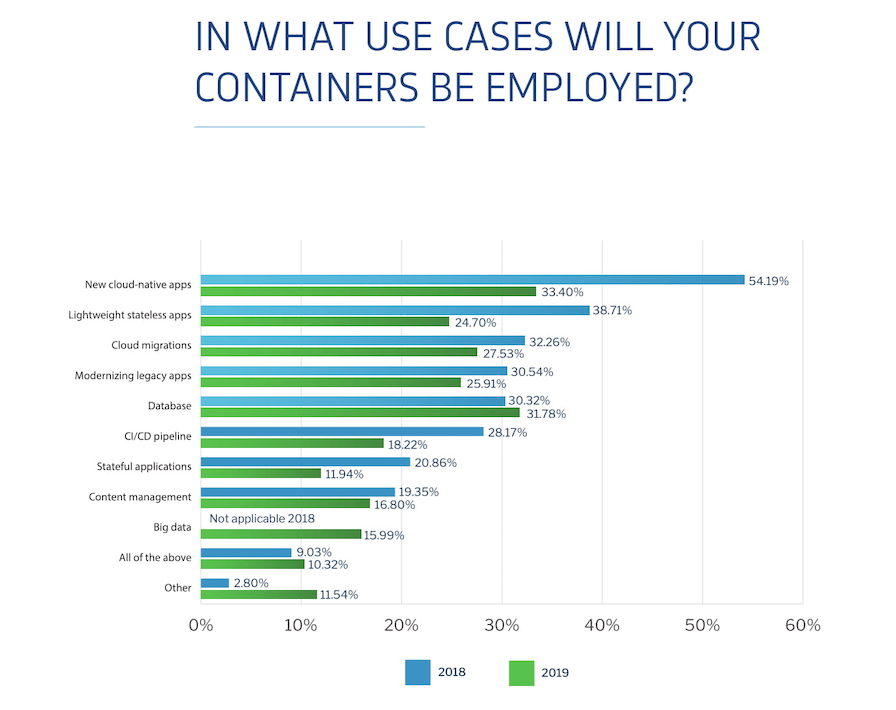 IN WHAT USE CASES WILL YOUR
CONTAINERS BE EMPLOYED?
New cloud-native apps
54.19%
33.40%
Lightweight stateless apps
38.71%
24.70%
Cloud migrations
32.26%
27.53%
Modernizing legacy apps
30.54%
25.91%
Database
30.32%
31.78%
CI/CD pipeline
28.17%
18.22%
Stateful applications
20.86%
11.94%
Content management
19.35%
16.80%
Big data
Not applicable 2018
15.99%
All of the above
9.03%
10.32%
Other
2.80%
11.54%
0% 10% 20% 30% 40% 50% 60%
2018 2019